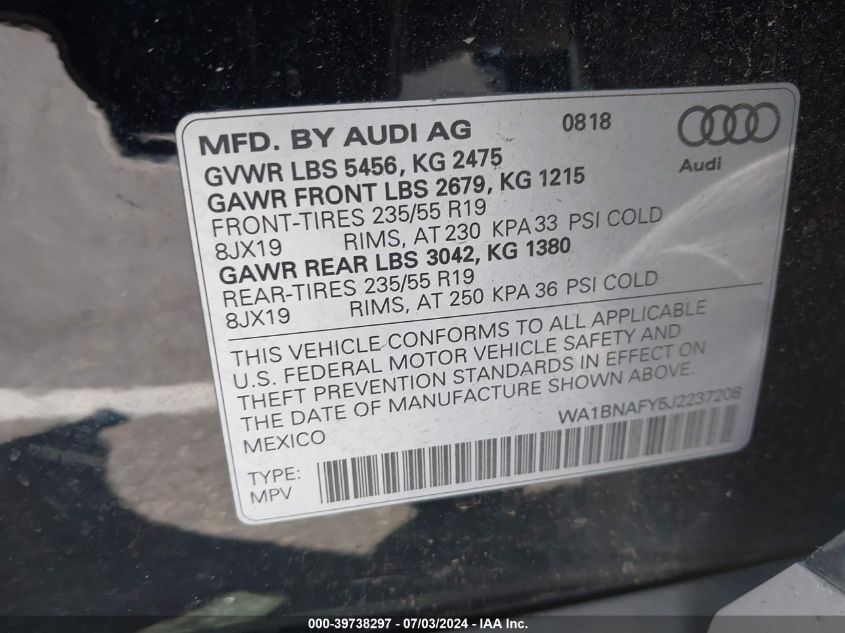 MFD. BY AUDI AG 0818
Audi
GVWR LBS 5456, KG 2475
GAWR FRONT LBS 2679, KG 1215
FRONT-TIRES 235/55 R19
8JX19 RIMS, AT 230 KPA 33 PSI COLD
GAWR REAR LBS 3042, KG 1380
REAR-TIRES 235/55 R19
8JX19 RIMS, AT 250 KPA 36 PSI COLD
THIS VEHICLE CONFORMS TO ALL APPLICABLE
U.S. FEDERAL MOTOR VEHICLE SAFETY AND
THEFT PREVENTION STANDARDS IN EFFECT ON
THE DATE OF MANUFACTURE SHOWN ABOVE.
MEXICO WA1BNAFY5J2237208
TYPE:
MPV
000-39738297 - 07/03/2024 - IAA Inc.